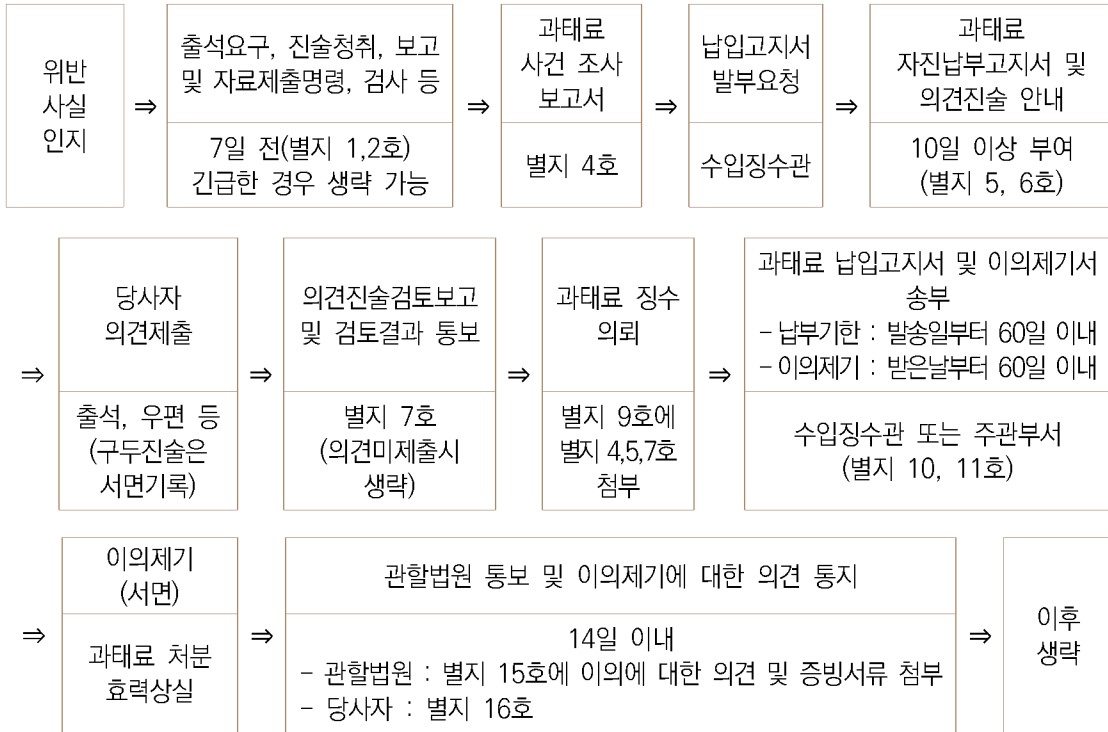 위반
사실
인지
⇒
출석요구, 진술청취, 보고
및 자료제출명령, 검사 등
7일 전(별지 1,2호)
긴급한 경우 생략 가능
⇒
과태료
사건 조사
보고서
별지 4호
⇒
납입고지서
발부요청
수입징수관
⇒
과태료
자진납부고지서 및
의견진술 안내
10일 이상 부여
(별지 5, 6호)
⇒
당사자
의견제출
출석, 우편 등
(구두진술은
서면기록)
⇒
의견진술검토보고
및 검토결과 통보
별지 7호
(의견미제출시
생략)
⇒
과태료 징수
의뢰
별지 9호에
별지 4,5,7호
첨부
⇒
과태료 납입고지서 및 이의제기서
송부
- 납부기한 : 발송일부터 60일 이내
- 이의제기 : 받은날부터 60일 이내
수입징수관 또는 주관부서
(별지 10, 11호)
⇒
이의제기
(서면)
과태료 처분
효력상실
⇒
관할법원 통보 및 이의제기에 대한 의견 통지
14일 이내
- 관할법원 : 별지 15호에 이의에 대한 의견 및 증빙서류 첨부
- 당사자 : 별지 16호
⇒
이후
생략